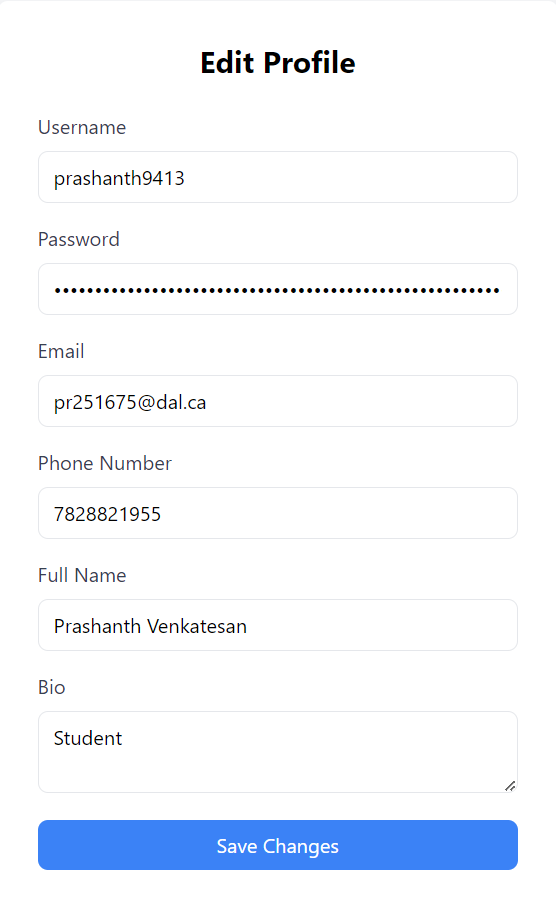 Edit Profile
Username
prashanth9413
Password
•••••••••••••••••••••••••••••••••••••••••••••••••••••••
Email
pr251675@dal.ca
Phone Number
7828821955
Full Name
Prashanth Venkatesan
Bio
Student
Save Changes